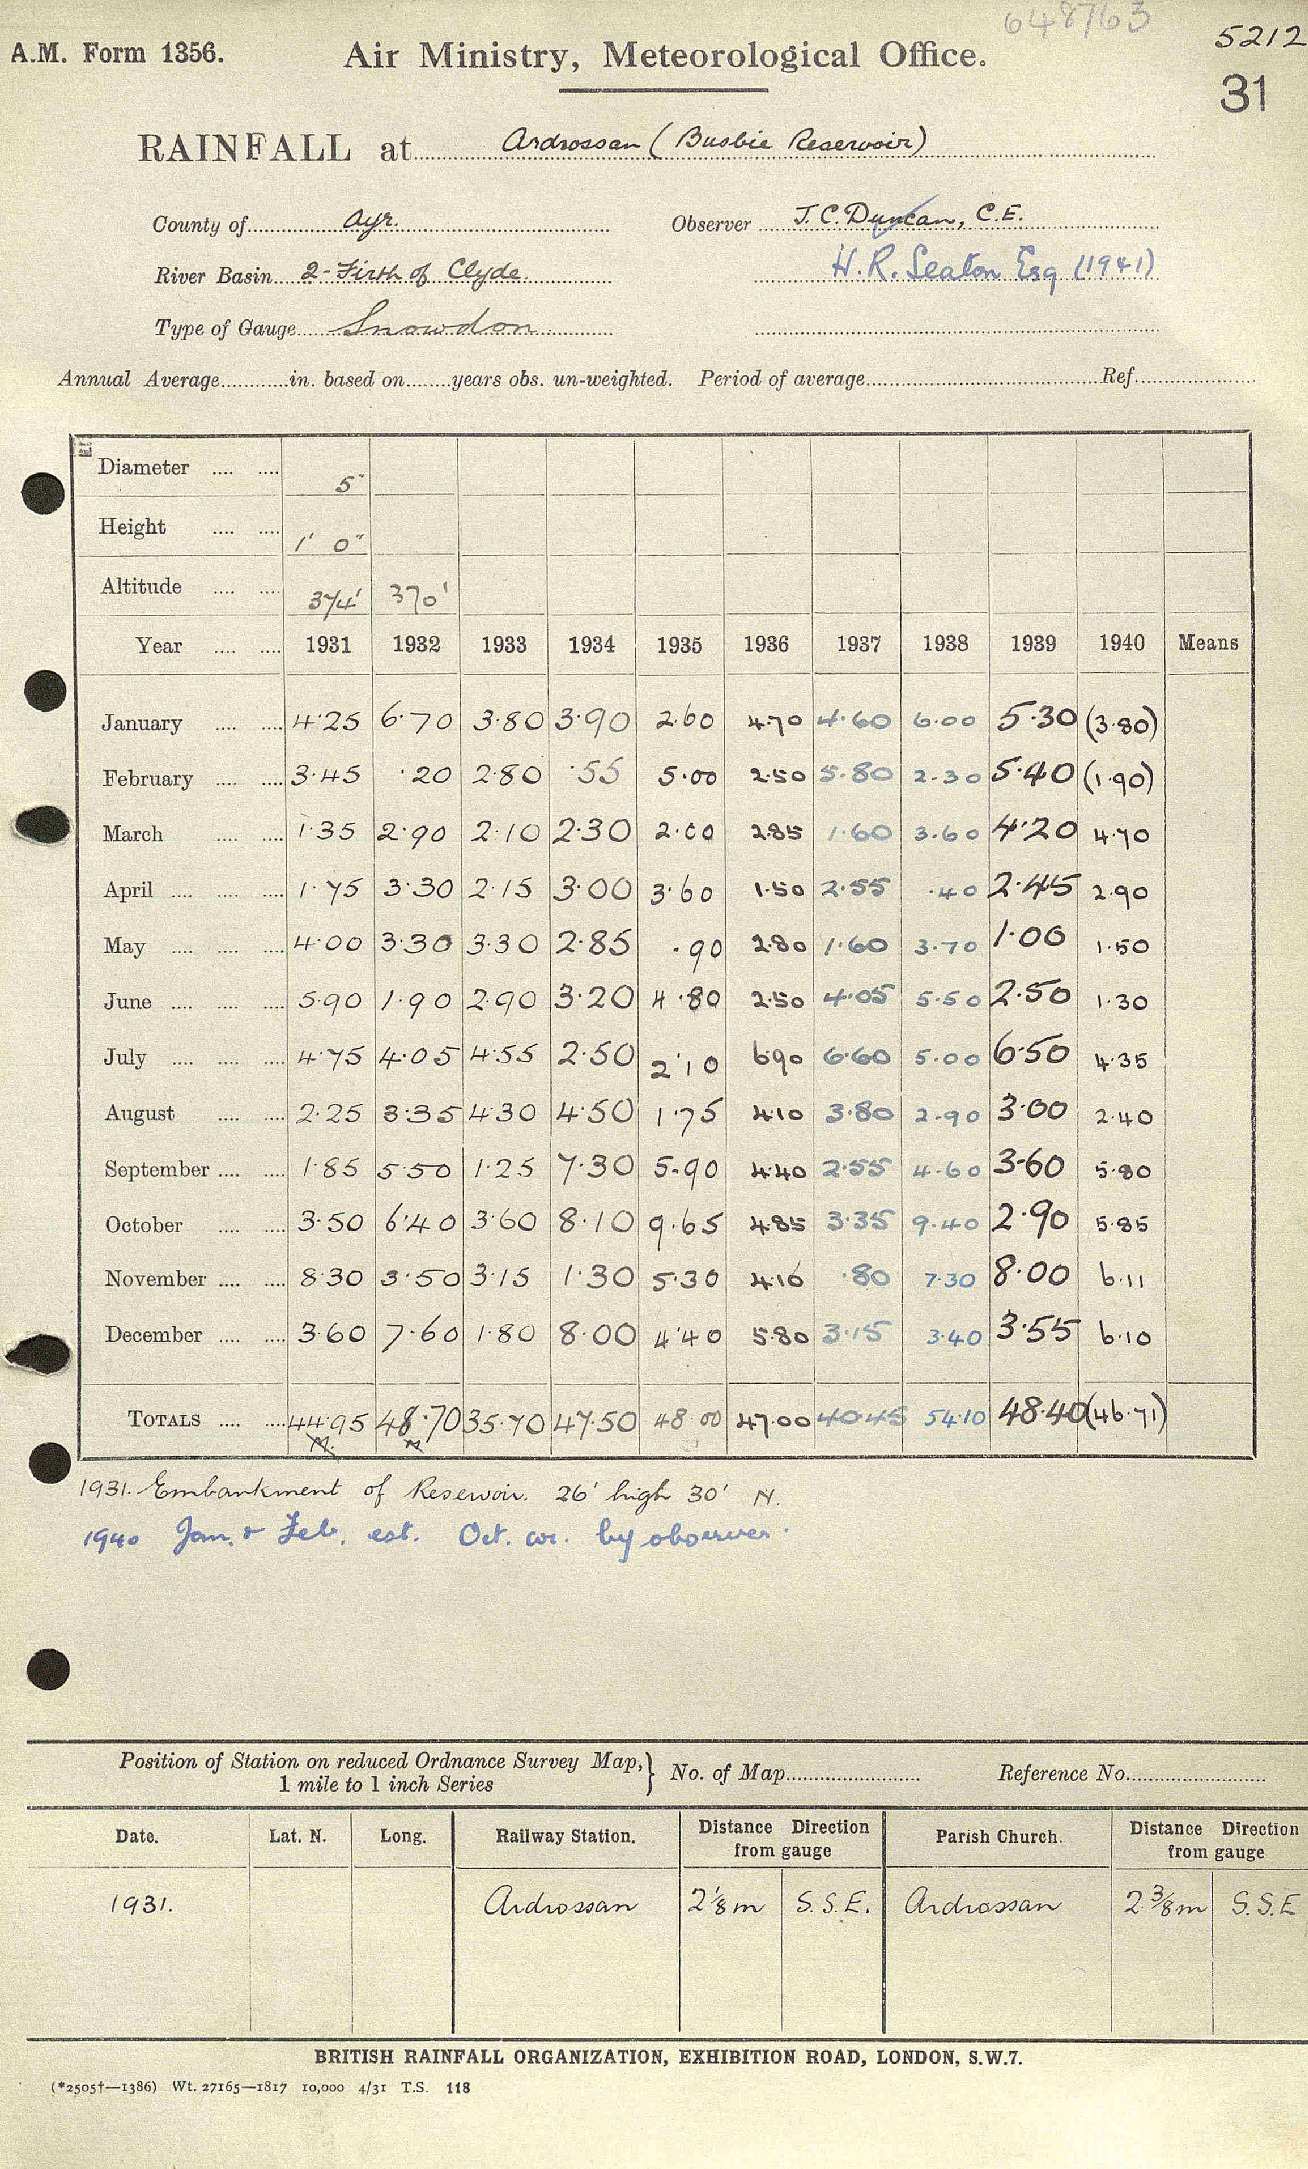 648763
5212
A.M. Form 1356. Air Ministry, Meteorological Office.
31
RAINFALL at Ardrossan (Busbie Reservoir)
County of Ayr. Observer J.C. Duncan, C.E.
River Basin 2-Firth of Clyde. H.R. Seaton Esq (1941)
Type of Gauge Snowdon
Annual Average in. based on years obs. un-weighted. Period of average Ref.
Diameter 5"
Height 1' 0"
Altitude 374' 370'
Year 1931 1932 1933 1934 1935 1936 1937 1938 1939 1940 Means
January 4·25 6·70 3·80 3·90 2·60 4·70 4·60 6·00 5·30 (3·80)
February 3·45 ·20 2·80 ·55 5·00 2·50 5·80 2·30 5·40 (1·90)
March 1·35 2·90 2·10 2·30 2·00 2·85 1·60 3·60 4·20 4·70
April 1·75 3·30 2·15 3·00 3·60 1·50 2·55 ·40 2·45 2·90
May 4·00 3·30 3·30 2·85 ·90 2·80 1·60 3·70 1·00 1·50
June 5·90 1·90 2·90 3·20 4·80 2·50 4·05 5·50 2·50 1·30
July 4·75 4·05 4·55 2·50 2·10 6·90 6·60 5·00 6·50 4·35
August 2·25 3·35 4·30 4·50 1·75 4·10 3·80 2·90 3·00 2·40
September 1·85 5·50 1·25 7·30 5·90 4·40 2·55 4·60 3·60 5·80
October 3·50 6·40 3·60 8·10 9·65 4·85 3·35 9·40 2·90 5·85
November 8·30 3·50 3·15 1·30 5·30 4·10 ·80 7·30 8·00 6·11
December 3·60 7·60 1·80 8·00 4·40 5·80 3·15 3·40 3·55 6·10
TOTALS 44·95 48·70 35·70 47·50 48·00 47·00 40·45 54·10 48·40 (46·71)
1931. Embankment of Reservoir. 26' high 30' N.
1940 Jan. & Feb. est. Oct. cor. by observer.
Position of Station on reduced Ordnance Survey Map, } No. of Map Reference No.
1 mile to 1 inch Series
Date. Lat. N. Long. Railway Station. Distance Direction from gauge Parish Church. Distance Direction from gauge
1931. Ardrossan 2⅛m S.S.E. Ardrossan 2⅜m S.S.E
BRITISH RAINFALL ORGANIZATION, EXHIBITION ROAD, LONDON, S.W.7.
(*2505†—1386) Wt. 27165—1817 10,000 4/31 T.S. 118